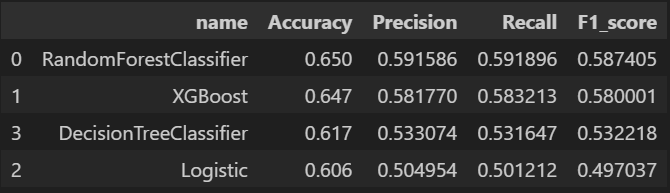 name Accuracy Precision Recall F1_score
0 RandomForestClassifier 0.650 0.591586 0.591896 0.587405
1 XGBoost 0.647 0.581770 0.583213 0.580001
3 DecisionTreeClassifier 0.617 0.533074 0.531647 0.532218
2 Logistic 0.606 0.504954 0.501212 0.497037